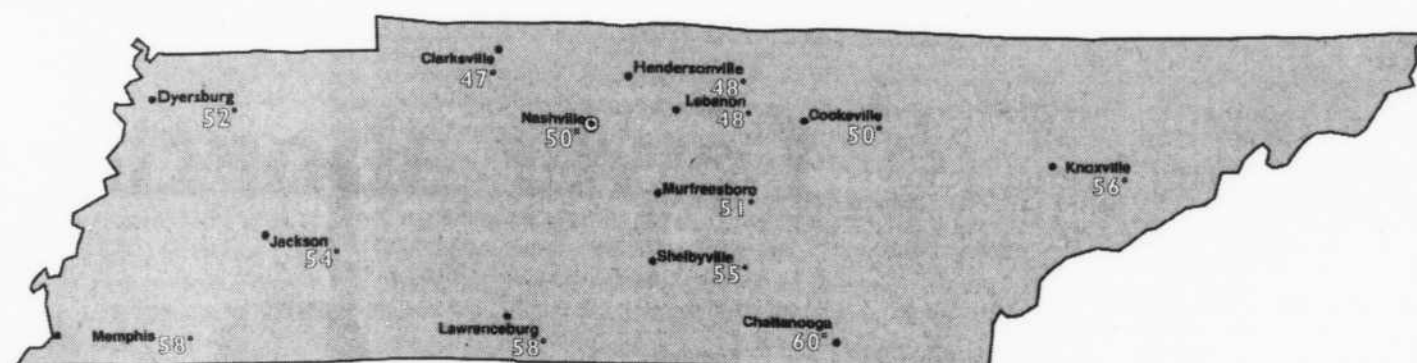 Clarksville
47°
Hendersonville
48°
Dyersburg
52°
Lebanon
48°
Nashville
50°
Cookeville
50°
Knoxville
56°
Murfreesboro
51°
Jackson
54°
Shelbyville
55°
Memphis
58°
Lawrenceburg
58°
Chattanooga
60°